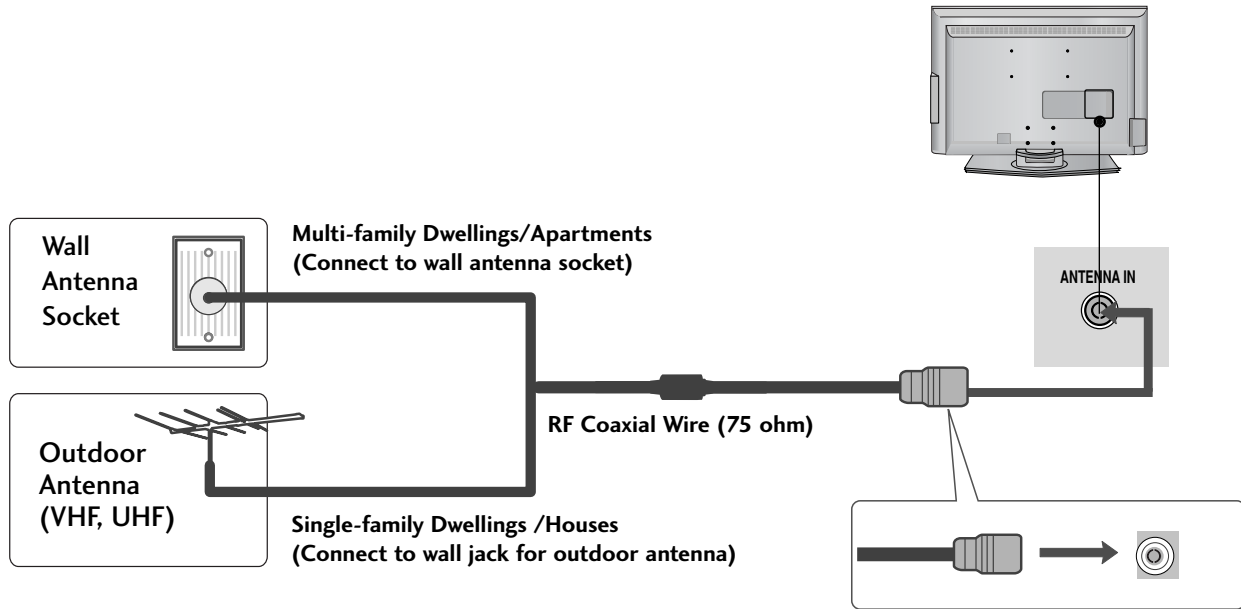 ANTENNA IN
Wall
Antenna
Socket
Multi-family Dwellings/Apartments
(Connect to wall antenna socket)
RF Coaxial Wire (75 ohm)
Outdoor
Antenna
(VHF, UHF)
Single-family Dwellings /Houses
(Connect to wall jack for outdoor antenna)